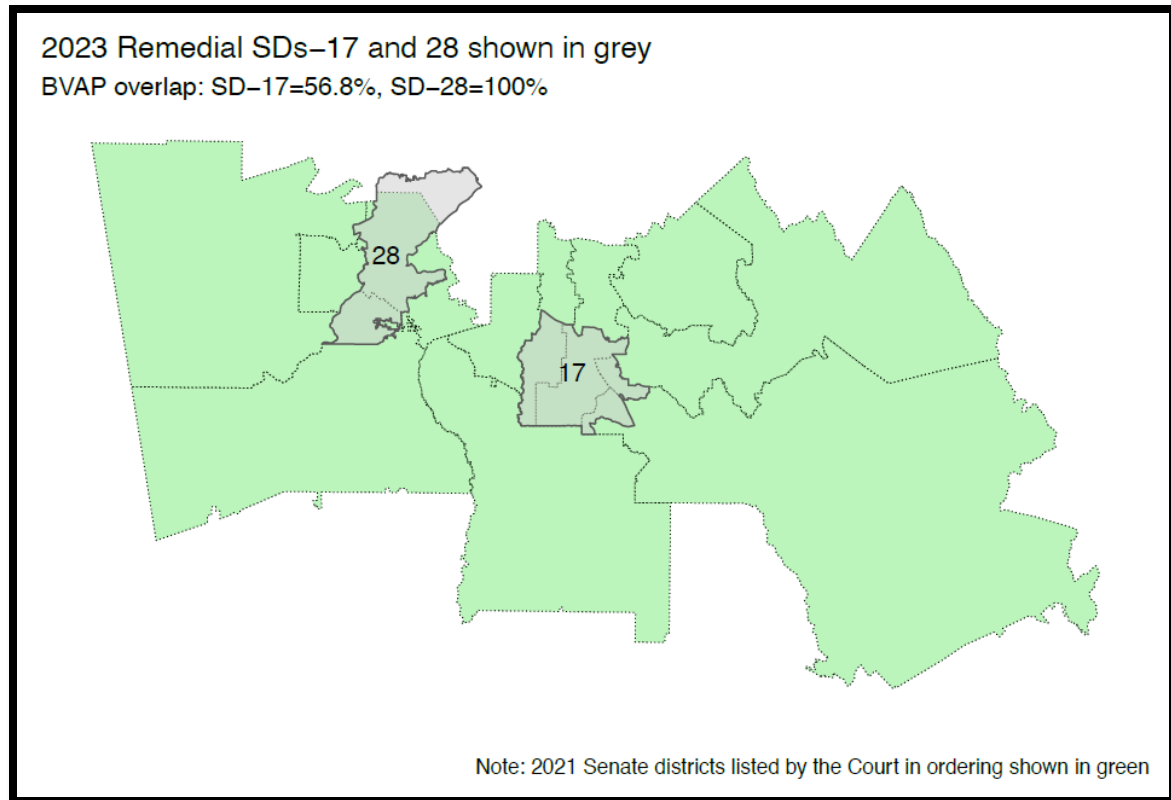 2023 Remedial SDs−17 and 28 shown in grey
BVAP overlap: SD−17=56.8%, SD−28=100%
28
17
Note: 2021 Senate districts listed by the Court in ordering shown in green